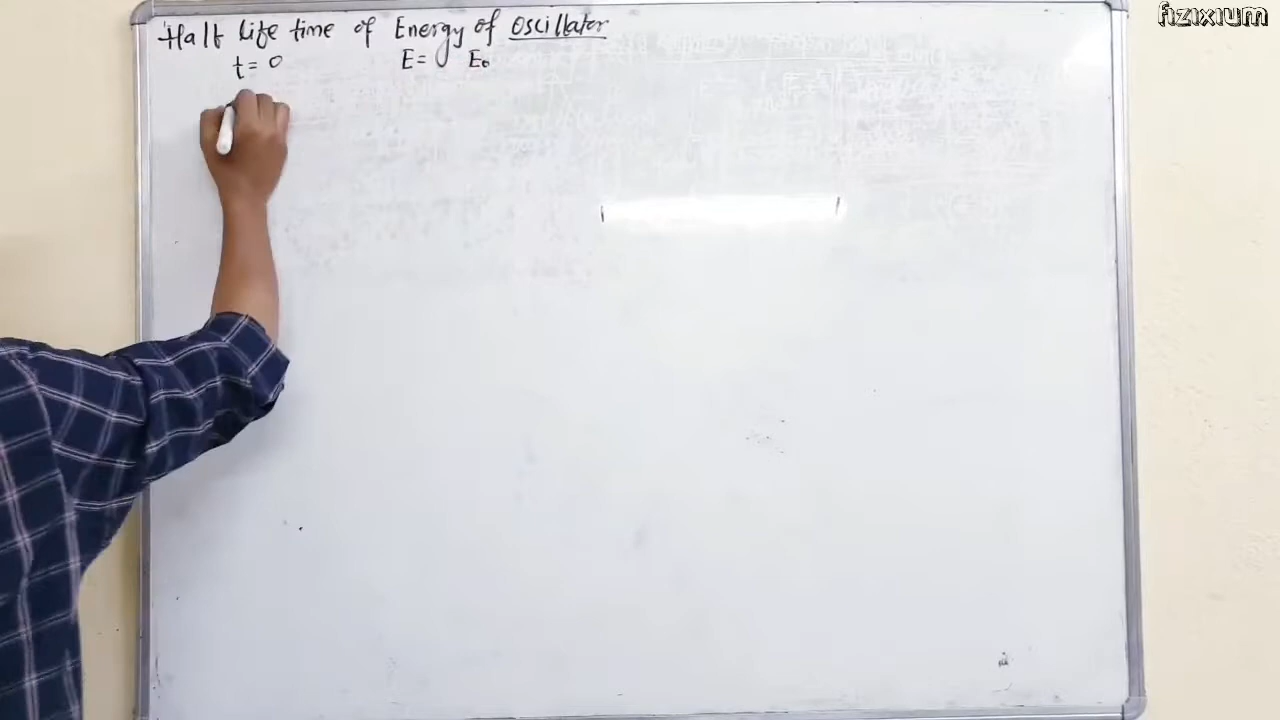 Half Life time of Energy of oscillator
t = 0 E = E₀
fizixium